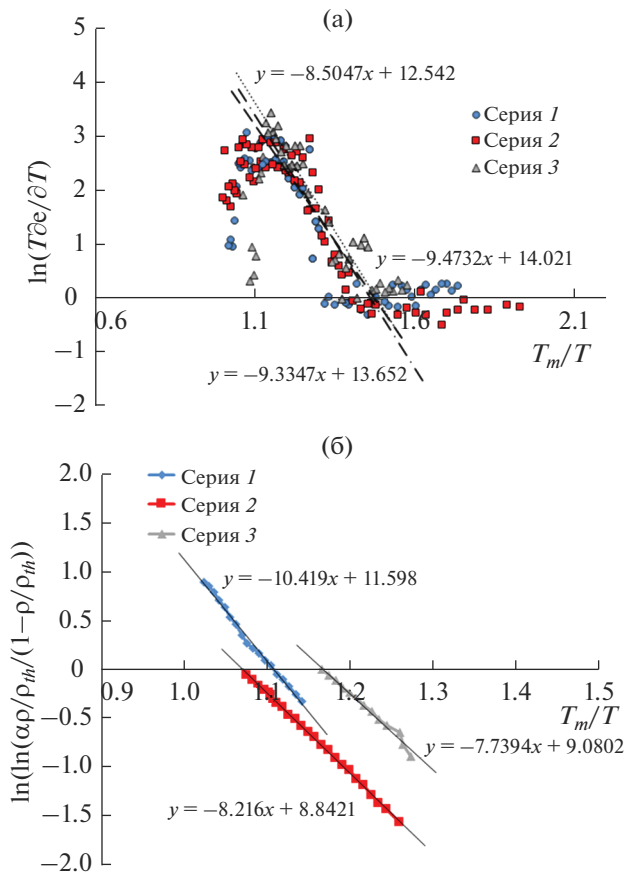 (а)
5
4
3
2
1
0
−1
−2
ln(T∂e/∂T)
y = −8.5047x + 12.542
Серия 1
Серия 2
Серия 3
y = −9.4732x + 14.021
0.6
1.1
1.6
2.1
T_m/T
y = −9.3347x + 13.652
(б)
2.0
1.5
1.0
0.5
0
−0.5
−1.0
−1.5
−2.0
ln(ln(αρ/ρ_th/(1−ρ/ρ_th))
Серия 1
Серия 2
Серия 3
y = −10.419x + 11.598
0.9
1.0
1.1
1.2
1.3
1.4
1.5
T_m/T
y = −7.7394x + 9.0802
y = −8.216x + 8.8421